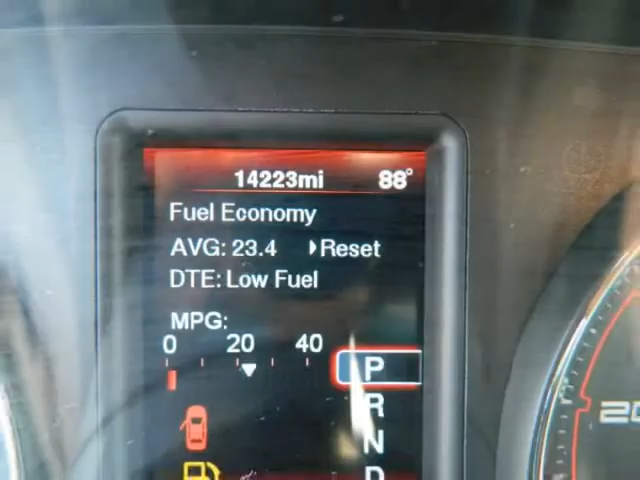 14223mi 88°
Fuel Economy
AVG: 23.4 Reset
DTE: Low Fuel
MPG:
0 20 40
P
R
N
D